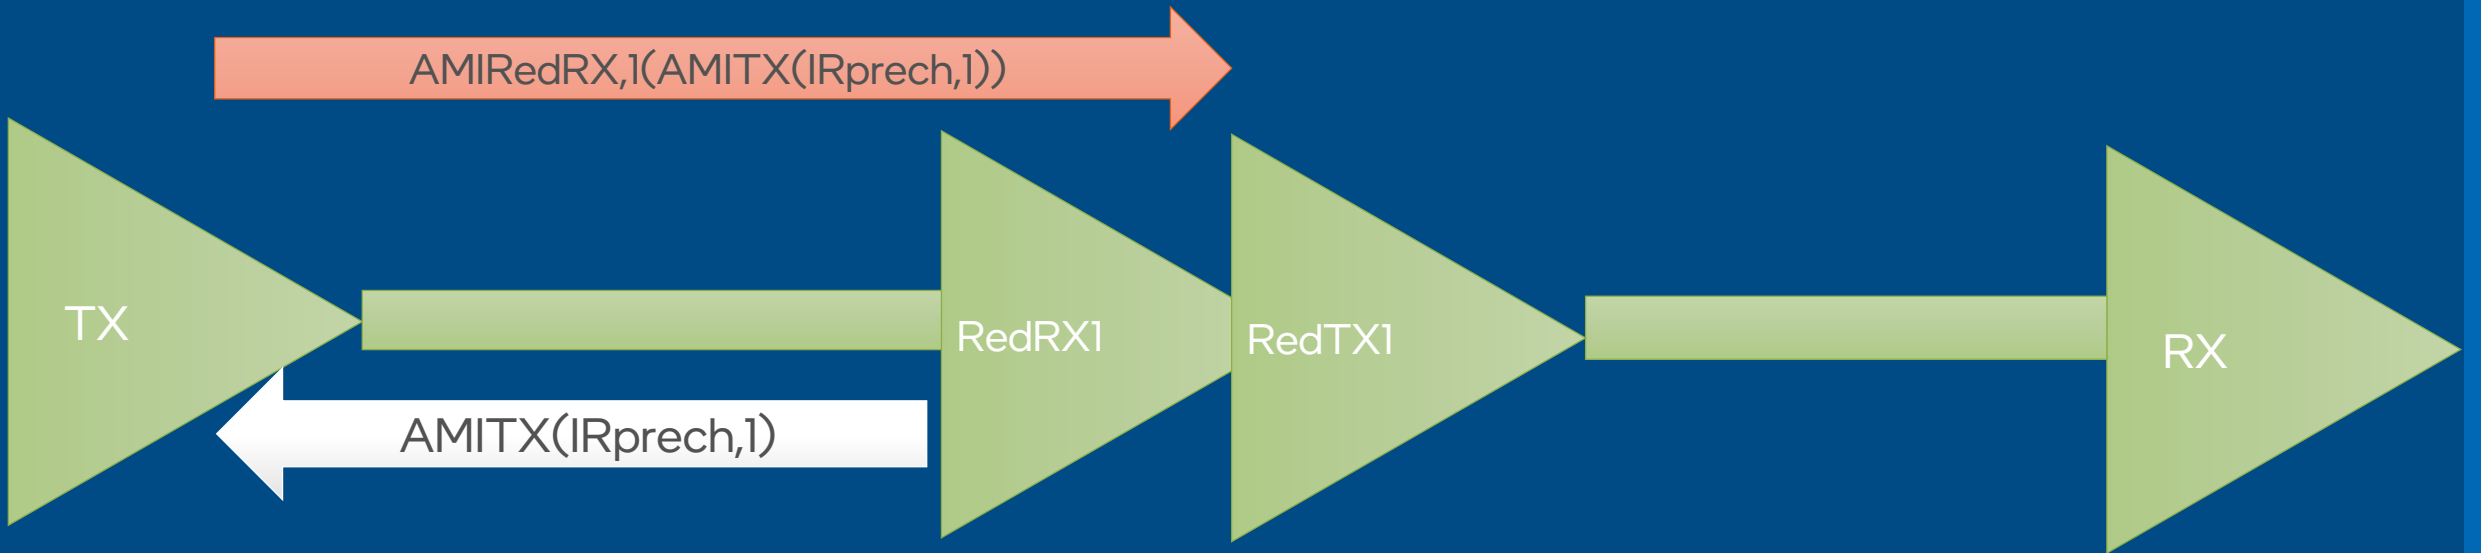 AMIRedRX,1(AMITX(IRprech,1))
TX
RedRX1
RedTX1
RX
AMITX(IRprech,1)